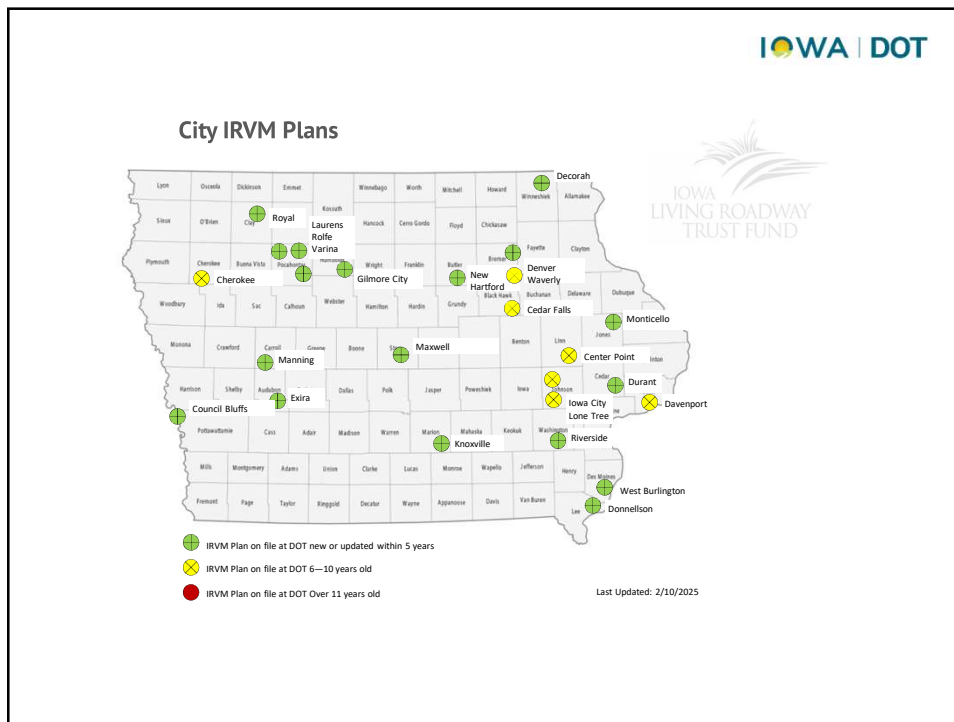 IOWA | DOT
City IRVM Plans
IOWA
LIVING ROADWAY
TRUST FUND
Decorah
Lyon Osceola Dickinson Emmet Winnebago Worth Mitchell Howard Winneshiek Allamakee
Kossuth
Sioux O'Brien Clay Royal Hancock Cerro Gordo Floyd Chickasaw
Laurens
Rolfe
Varina
Fayette Clayton
Plymouth Cherokee Buena Vista Pocahontas Humboldt Wright Franklin Butler Bremer
Cherokee
Gilmore City
New
Hartford
Denver
Waverly
Woodbury Ida Sac Calhoun Webster Hamilton Hardin Grundy Black Hawk Buchanan Delaware Dubuque
Cedar Falls
Monticello
Monona Crawford Carroll Greene Boone Benton Linn Jones
Manning
Maxwell
Center Point
Harrison Shelby Audubon Dallas Polk Jasper Poweshiek Iowa Johnson Cedar
Exira
Durant
Council Bluffs
Iowa City
Lone Tree
Davenport
Pottawattamie Cass Adair Madison Warren Marion Mahaska Keokuk Washington
Knoxville
Riverside
Mills Montgomery Adams Union Clarke Lucas Monroe Wapello Jefferson Henry Des Moines
West Burlington
Fremont Page Taylor Ringgold Decatur Wayne Appanoose Davis Van Buren Lee
Donnellson
IRVM Plan on file at DOT new or updated within 5 years
IRVM Plan on file at DOT 6—10 years old
IRVM Plan on file at DOT Over 11 years old
Last Updated: 2/10/2025